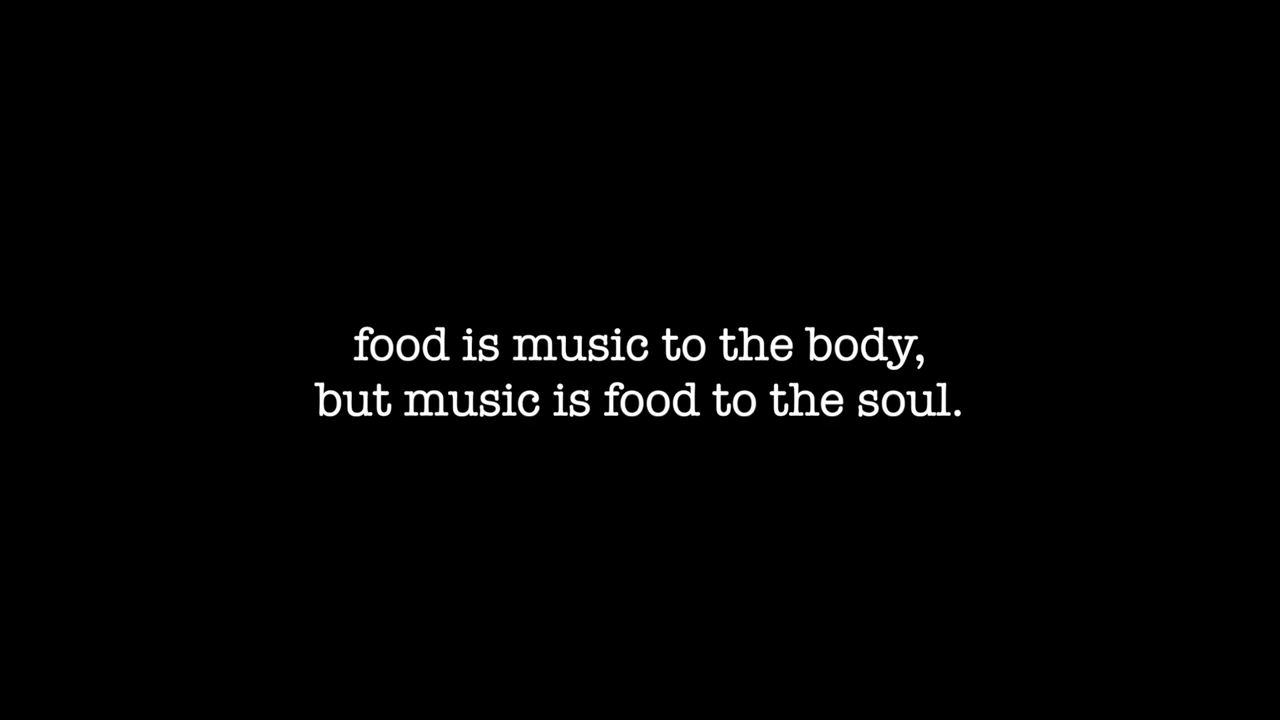 food is music to the body,
but music is food to the soul.